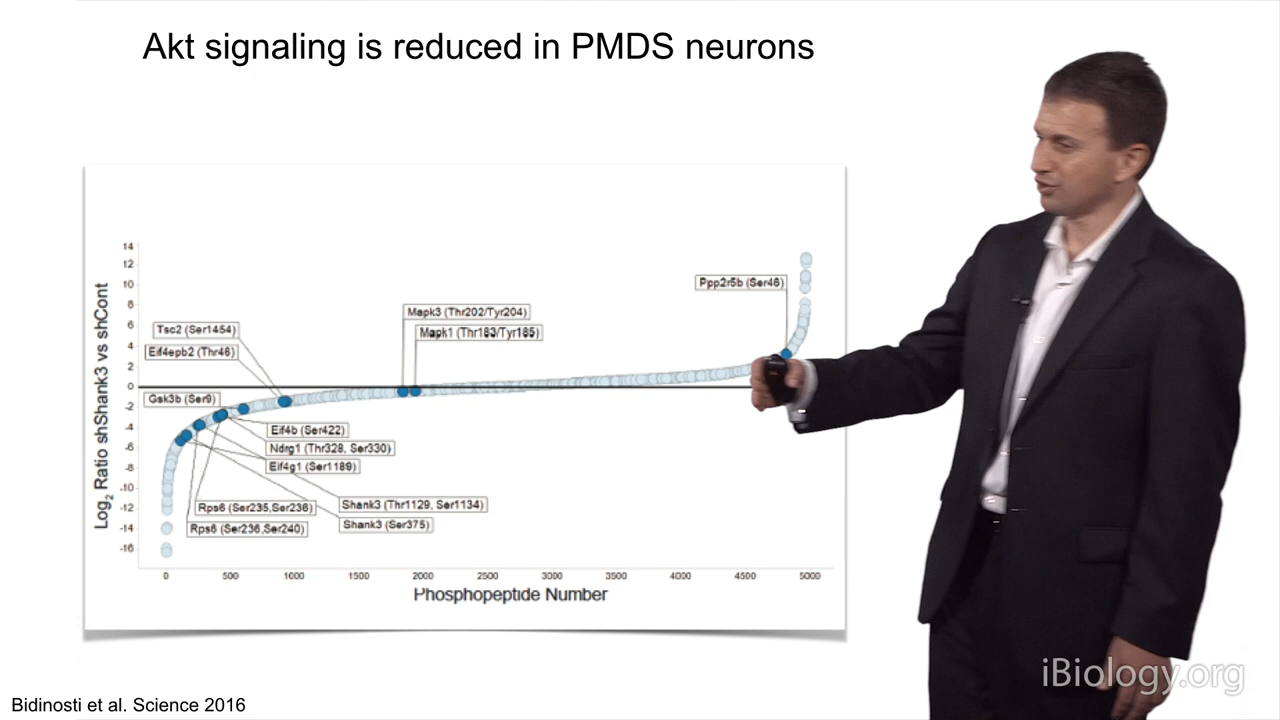 Akt signaling is reduced in PMDS neurons
Log2 Ratio shShank3 vs shCont
14
12
10
8
6
4
2
0
-2
-4
-6
-8
-10
-12
-14
-16
Ppp2r5b (Ser46)
Mapk3 (Thr202/Tyr204)
Mapk1 (Thr183/Tyr185)
Tsc2 (Ser1454)
Eif4epb2 (Thr46)
Gsk3b (Ser9)
Eif4b (Ser422)
Ndrg1 (Thr328, Ser330)
Eif4g1 (Ser1189)
Rps6 (Ser235,Ser236)
Shank3 (Thr1129, Ser1134)
Rps6 (Ser236,Ser240)
Shank3 (Ser375)
0 500 1000 1500 2000 2500 3000 3500 4000 4500 5000
Phosphopeptide Number
iBiology.org
Bidinosti et al. Science 2016